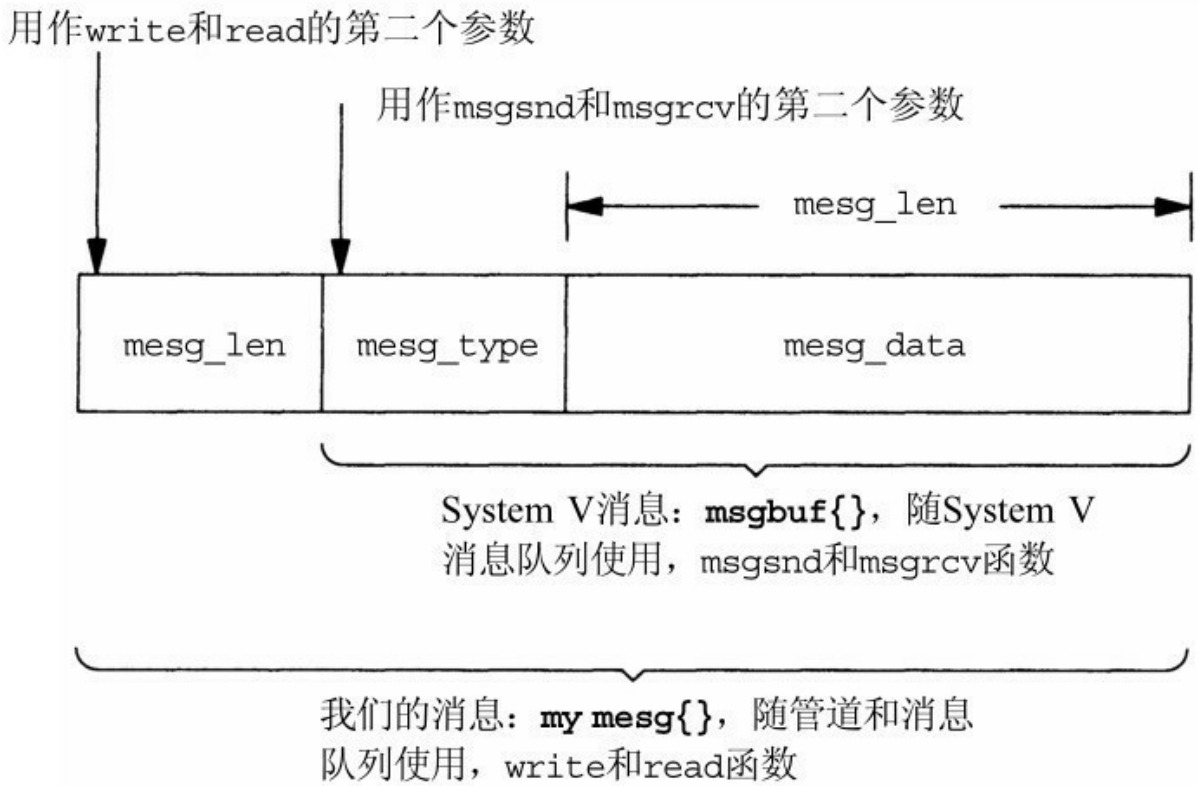 用作write和read的第二个参数
用作msgsnd和msgrcv的第二个参数
mesg_len
mesg_len
mesg_type
mesg_data
System V消息：msgbuf{}，随System V
消息队列使用，msgsnd和msgrcv函数
我们的消息：my mesg{}，随管道和消息
队列使用，write和read函数